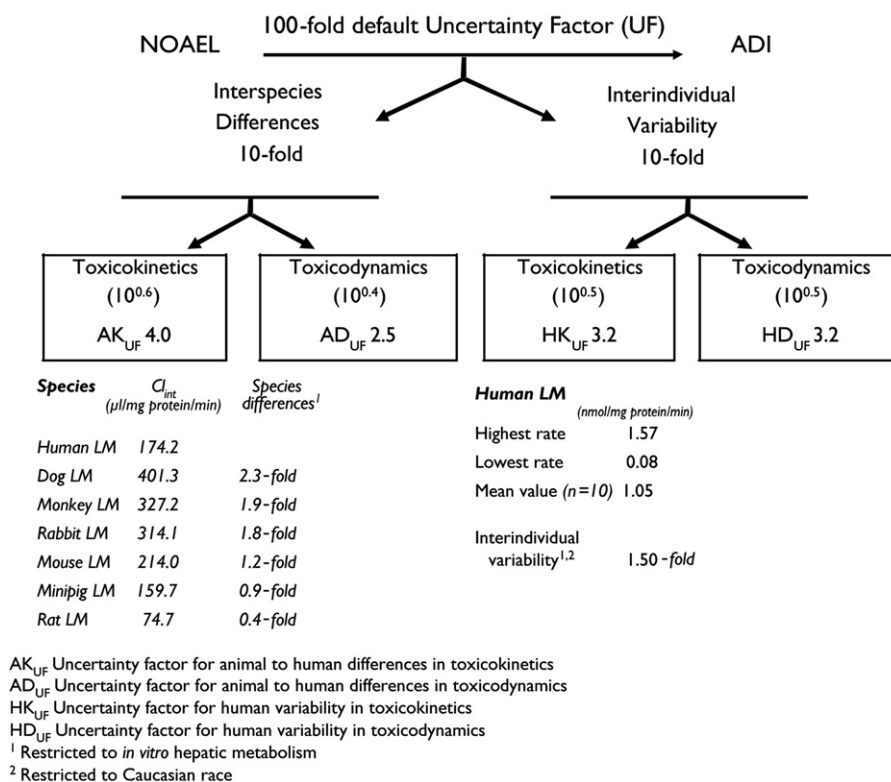 100-fold default Uncertainty Factor (UF)
NOAEL
ADI
Interspecies
Differences
10-fold
Interindividual
Variability
10-fold
Toxicokinetics
(10^0.6)
AK_UF 4.0
Toxicodynamics
(10^0.4)
AD_UF 2.5
Toxicokinetics
(10^0.5)
HK_UF 3.2
Toxicodynamics
(10^0.5)
HD_UF 3.2
Species Cl_int Species
(µl/mg protein/min) differences^1
Human LM 174.2
Dog LM 401.3 2.3-fold
Monkey LM 327.2 1.9-fold
Rabbit LM 314.1 1.8-fold
Mouse LM 214.0 1.2-fold
Minipig LM 159.7 0.9-fold
Rat LM 74.7 0.4-fold
Human LM
(nmol/mg protein/min)
Highest rate 1.57
Lowest rate 0.08
Mean value (n=10) 1.05
Interindividual
variability^1,2 1.50-fold
AK_UF Uncertainty factor for animal to human differences in toxicokinetics
AD_UF Uncertainty factor for animal to human differences in toxicodynamics
HK_UF Uncertainty factor for human variability in toxicokinetics
HD_UF Uncertainty factor for human variability in toxicodynamics
^1 Restricted to in vitro hepatic metabolism
^2 Restricted to Caucasian race